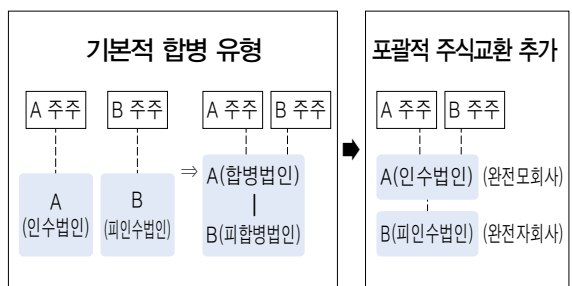 기본적 합병 유형
A 주주 B 주주 A 주주 B 주주
⇒
A
(인수법인)
B
(피인수법인)
A(합병법인)
B(피합병법인)
포괄적 주식교환 추가
A 주주 B 주주
A(인수법인) (완전모회사)
B(피인수법인) (완전자회사)